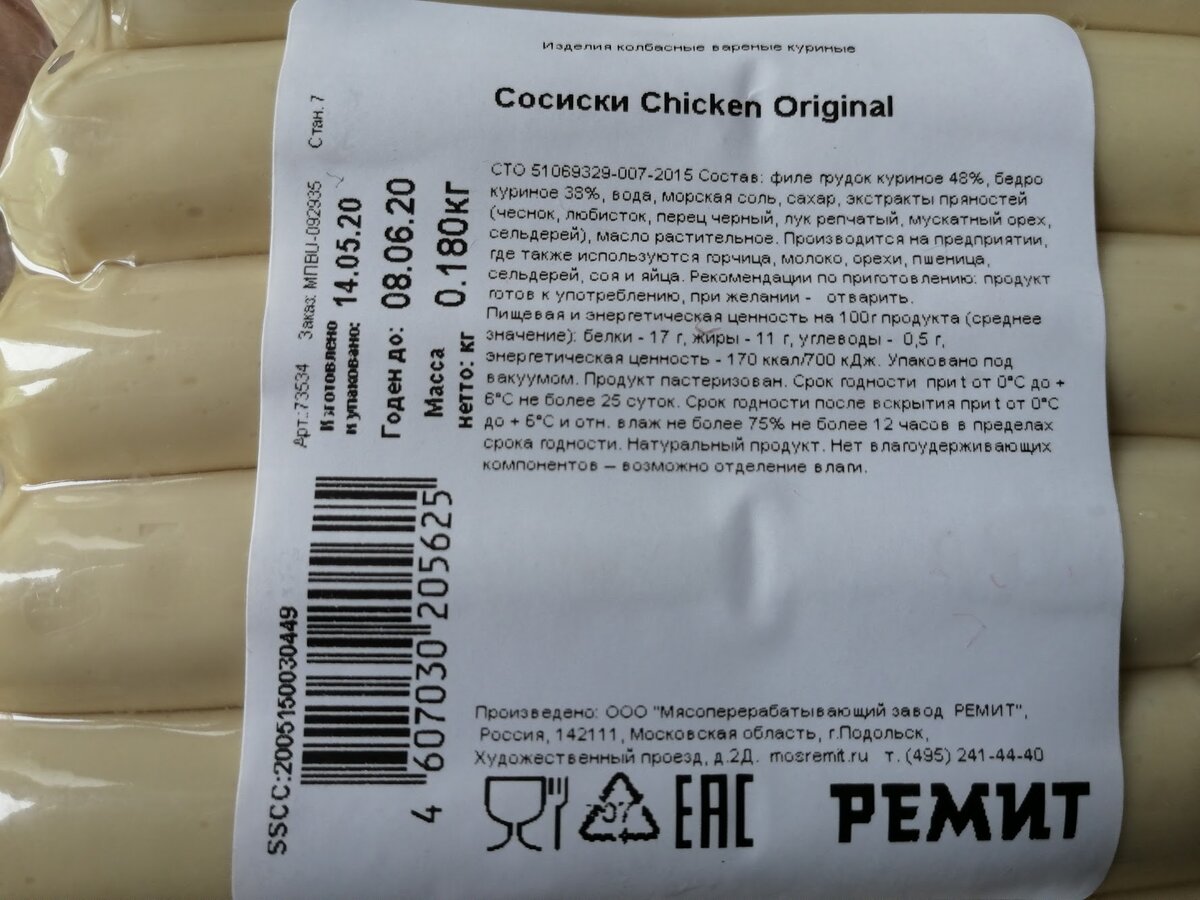 Изделия колбасные вареные куриные
Сосиски Chicken Original
СТО 51069329-007-2015 Состав: филе грудок куриное 48%, бедро
куриное 38%, вода, морская соль, сахар, экстракты пряностей
(чеснок, любисток, перец черный, лук репчатый, мускатный орех,
сельдерей), масло растительное. Производится на предприятии,
где также используются горчица, молоко, орехи, пшеница,
сельдерей, соя и яйца. Рекомендации по приготовлению: продукт
готов к употреблению, при желании - отварить.
Пищевая и энергетическая ценность на 100г продукта (среднее
значение): белки - 17 г, жиры - 11 г, углеводы - 0,5 г,
энергетическая ценность - 170 ккал/700 кДж. Упаковано под
вакуумом. Продукт пастеризован. Срок годности при t от 0°С до +
6°С не более 25 суток. Срок годности после вскрытия при t от 0°С
до + 6°С и отн. влаж не более 75% не более 12 часов в пределах
срока годности. Натуральный продукт. Нет влагоудерживающих
компонентов – возможно отделение влаги.
Арт.:73534 Заказ: МПВШ-092935 Стан. 7
Изготовлено
и упаковано: 14.05.20
Годен до: 08.06.20
Масса
нетто: кг 0.180кг
SSCC:200515003044​9
4 607030 205625
Произведено: ООО "Мясоперерабатывающий завод РЕМИТ",
Россия, 142111, Московская область, г.Подольск,
Художественный проезд, д.2Д. mosremit.ru т. (495) 241-44-40
07
EAC
РЕМИТ